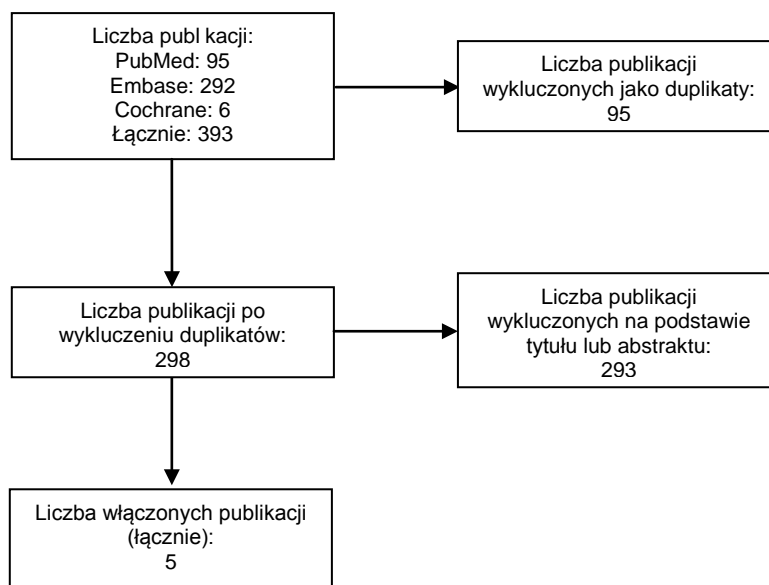 Liczba publ kacji:
PubMed: 95
Embase: 292
Cochrane: 6
Łącznie: 393
Liczba publikacji
wykluczonych jako duplikaty:
95
Liczba publikacji po
wykluczeniu duplikatów:
298
Liczba publikacji
wykluczonych na podstawie
tytułu lub abstraktu:
293
Liczba włączonych publikacji
(łącznie):
5